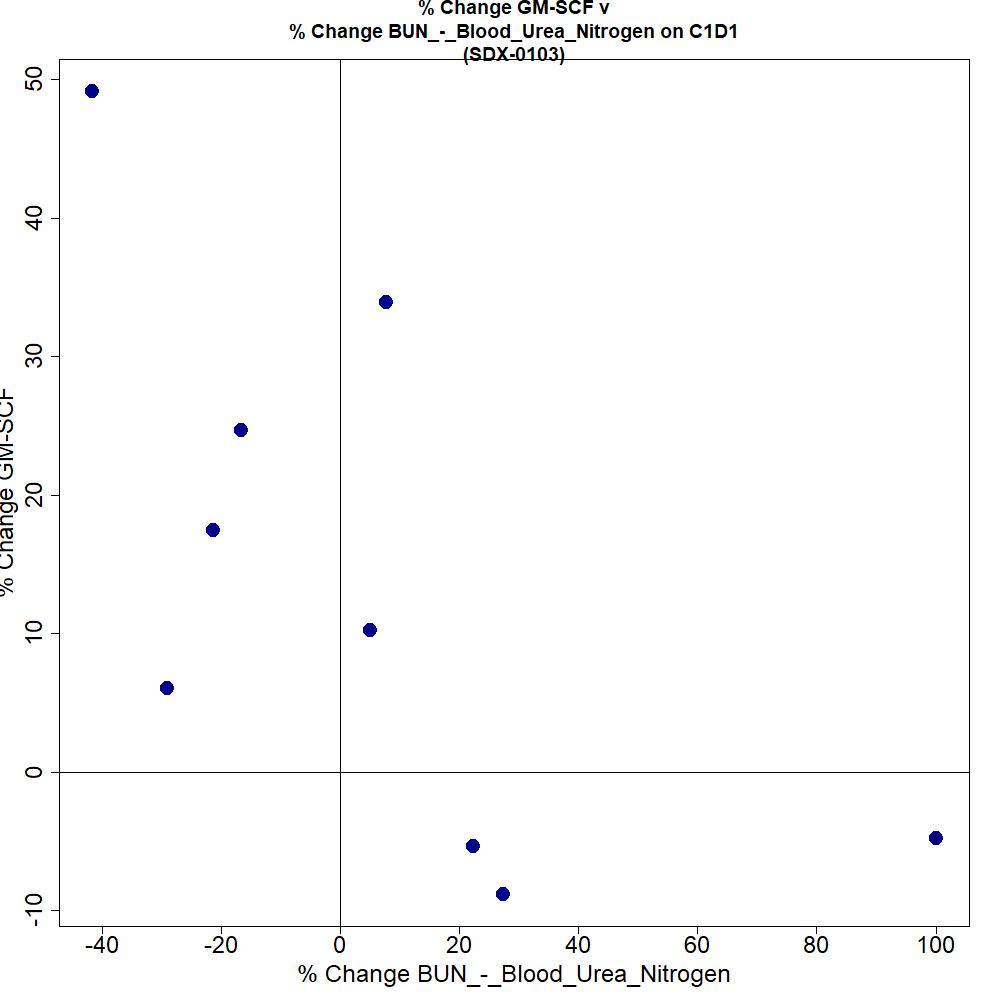 % Change GM-SCF v
% Change BUN_-_Blood_Urea_Nitrogen on C1D1
(SDX-0103)
% Change GM-SCF
50
40
30
20
10
0
-10
-40 -20 0 20 40 60 80 100
% Change BUN_-_Blood_Urea_Nitrogen